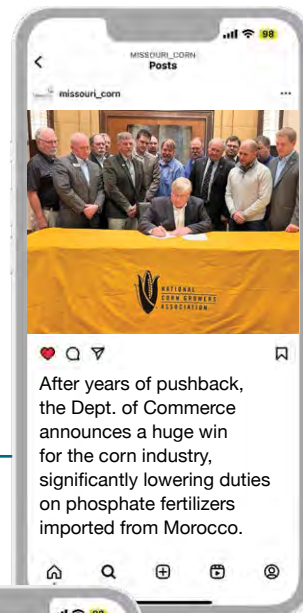 98
MISSOURI_CORN
Posts
missouri_corn
NATIONAL
CORN GROWERS
ASSOCIATION
After years of pushback,
the Dept. of Commerce
announces a huge win
for the corn industry,
significantly lowering duties
on phosphate fertilizers
imported from Morocco.
98